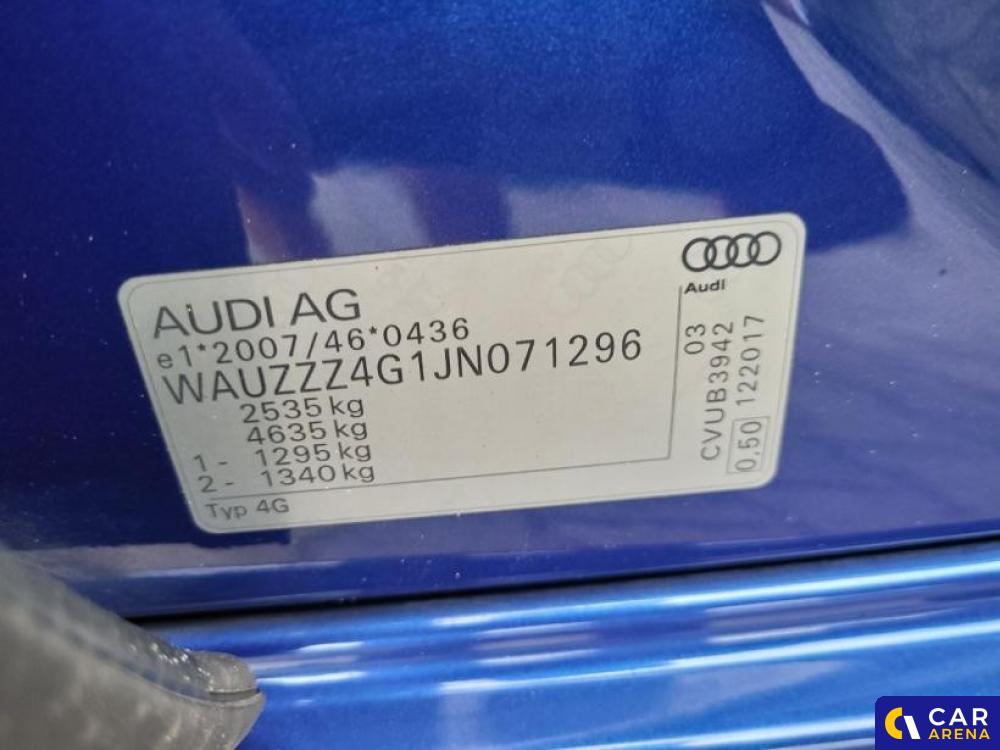 AUDI AG
e1*2007/46*0436
WAUZZZ4G1JN071296
2535 kg
4635 kg
1 - 1295 kg
2 - 1340 kg
Typ 4G
Audi
CVUB3942 03
0,50 122017
CAR
ARENA